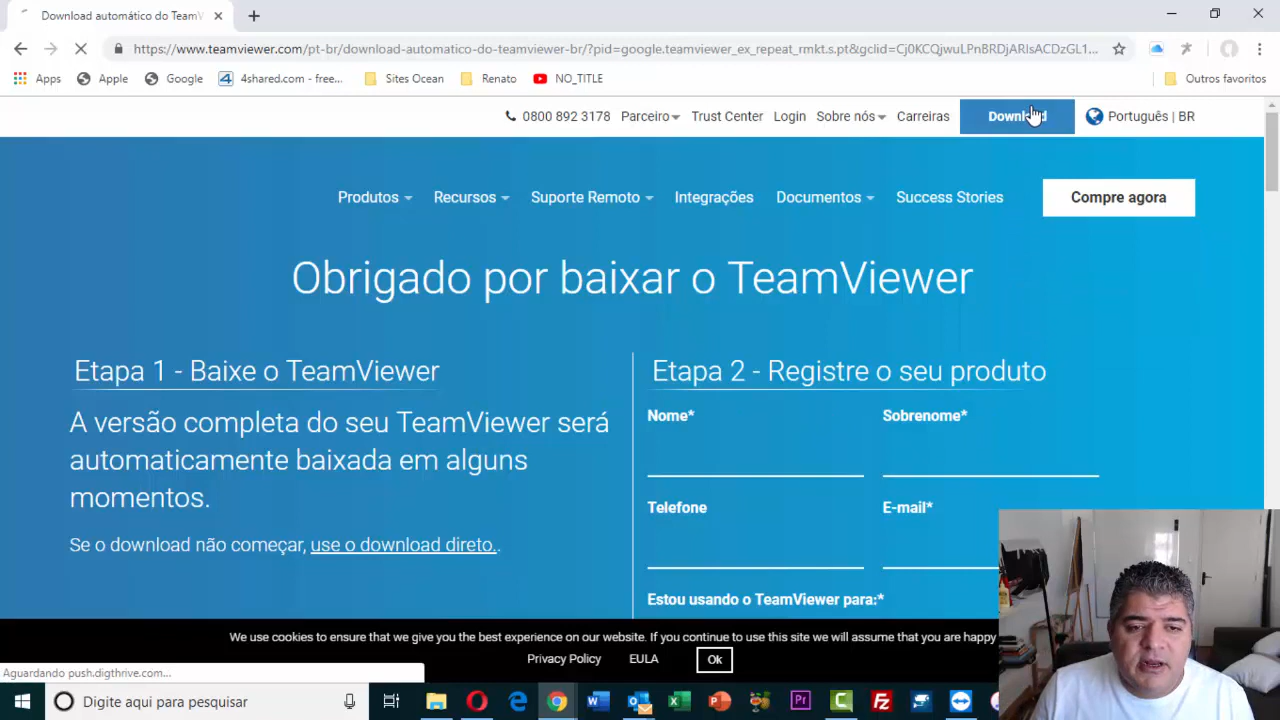 Download automático do TeamV
https://www.teamviewer.com/pt-br/download-automatico-do-teamviewer-br/?pid=google.teamviewer_ex_repeat_rmkt.s.pt&gclid=Cj0KCQjwuLPnBRDjARIsACDzGL1...
Apps Apple Google 4shared.com - free... Sites Ocean Renato NO_TITLE Outros favoritos
0800 892 3178 Parceiro Trust Center Login Sobre nós Carreiras Download Português | BR
Produtos Recursos Suporte Remoto Integrações Documentos Success Stories Compre agora
Obrigado por baixar o TeamViewer
Etapa 1 - Baixe o TeamViewer
A versão completa do seu TeamViewer será
automaticamente baixada em alguns
momentos.
Se o download não começar, use o download direto..
Etapa 2 - Registre o seu produto
Nome* Sobrenome*
Telefone E-mail*
Estou usando o TeamViewer para:*
We use cookies to ensure that we give you the best experience on our website. If you continue to use this site we will assume that you are happy
Privacy Policy EULA Ok
Aguardando push.digthrive.com...
Digite aqui para pesquisar